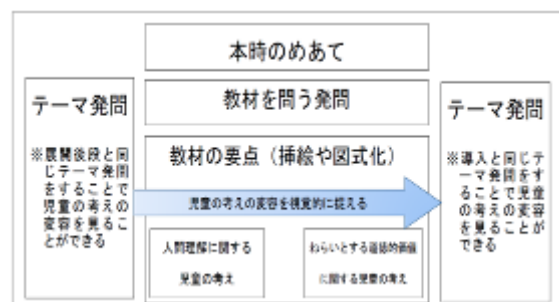 本時のめあて
テーマ発問
※展開後段と同
じテーマ発問
をすることで
児童の考えの
変容を見るこ
とができる
教材を問う発問
教材の要点（挿絵や図式化）
児童の考えの変容を視覚的に捉える
人間理解に関する
児童の考え
ねらいとする道徳的価値
に関する児童の考え
テーマ発問
※導入と同じテ
ーマ発問をす
ることで児童
の考えの変容
を見ることが
できる